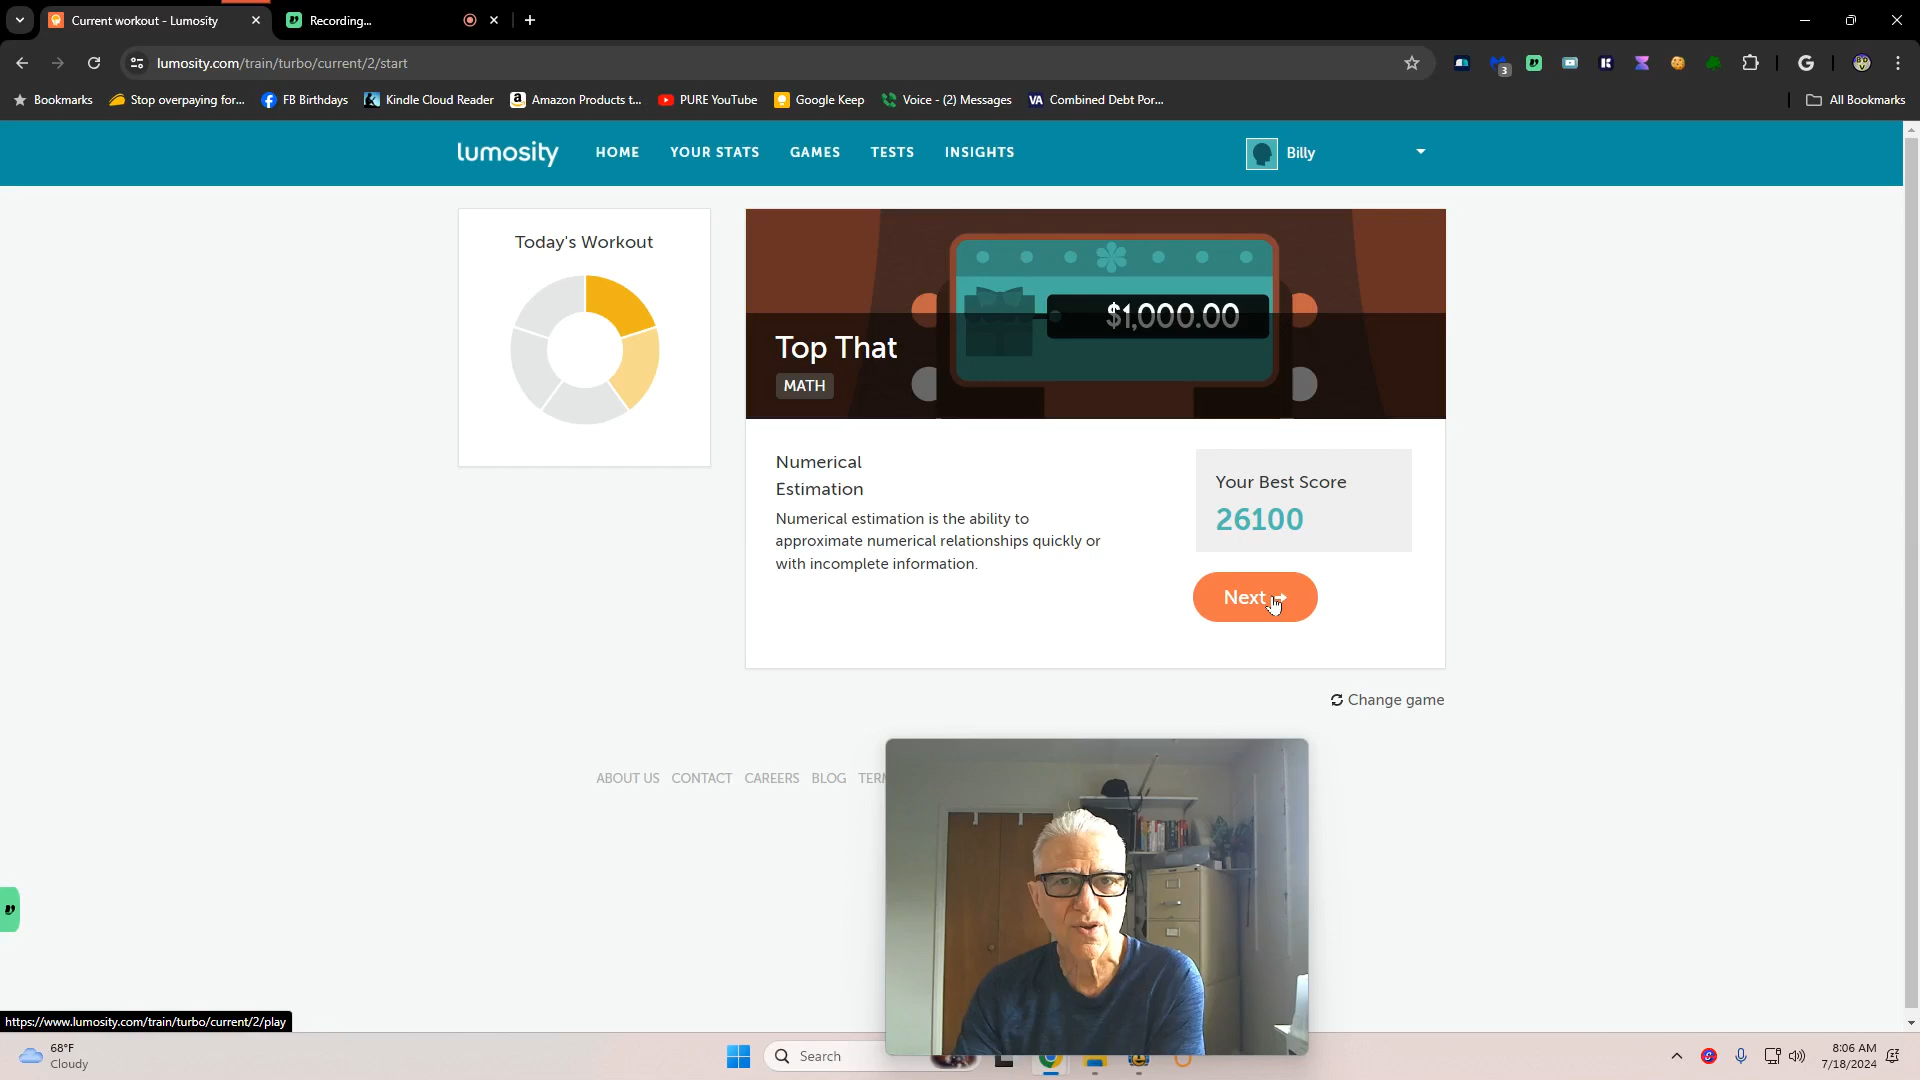 Current workout - Lumosity
Recording...
lumosity.com/train/turbo/current/2/start
3
Bookmarks
Stop overpaying for...
FB Birthdays
Kindle Cloud Reader
Amazon Products t...
PURE YouTube
Google Keep
Voice - (2) Messages
VA Combined Debt Por...
All Bookmarks
lumosity
HOME
YOUR STATS
GAMES
TESTS
INSIGHTS
Billy
Today's Workout
$1,000.00
Top That
MATH
Numerical
Estimation
Numerical estimation is the ability to
approximate numerical relationships quickly or
with incomplete information.
Your Best Score
26100
Next
Change game
ABOUT US CONTACT CAREERS BLOG
https://www.lumosity.com/train/turbo/current/2/play
68°F
Cloudy
Search
8:06 AM
7/18/2024